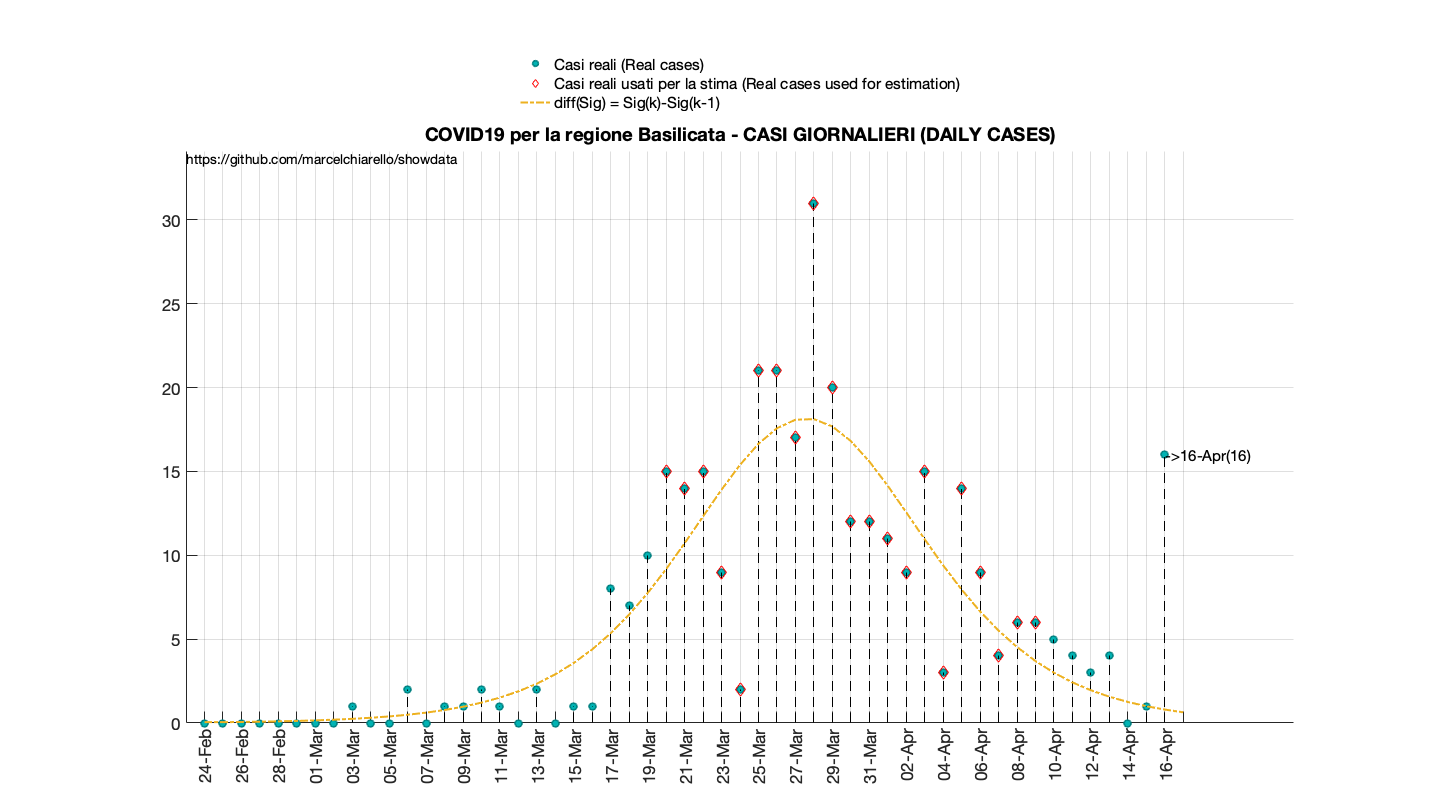 Casi reali (Real cases)
Casi reali usati per la stima (Real cases used for estimation)
diff(Sig) = Sig(k)-Sig(k-1)
COVID19 per la regione Basilicata - CASI GIORNALIERI (DAILY CASES)
https://github.com/marcelchiarello/showdata
30
25
20
15
10
5
0
->16-Apr(16)
24-Feb
26-Feb
28-Feb
01-Mar
03-Mar
05-Mar
07-Mar
09-Mar
11-Mar
13-Mar
15-Mar
17-Mar
19-Mar
21-Mar
23-Mar
25-Mar
27-Mar
29-Mar
31-Mar
02-Apr
04-Apr
06-Apr
08-Apr
10-Apr
12-Apr
14-Apr
16-Apr